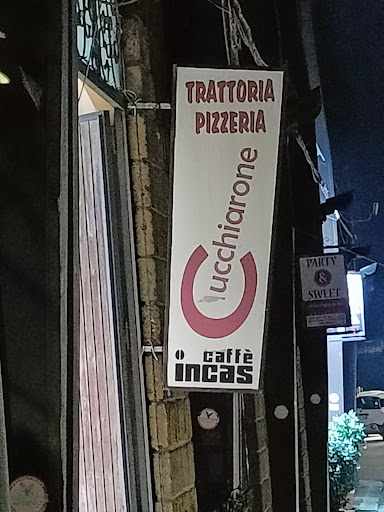 TRATTORIA
PIZZERIA
Cucchiarone
caffè
incas
PARTY
&
SWEET